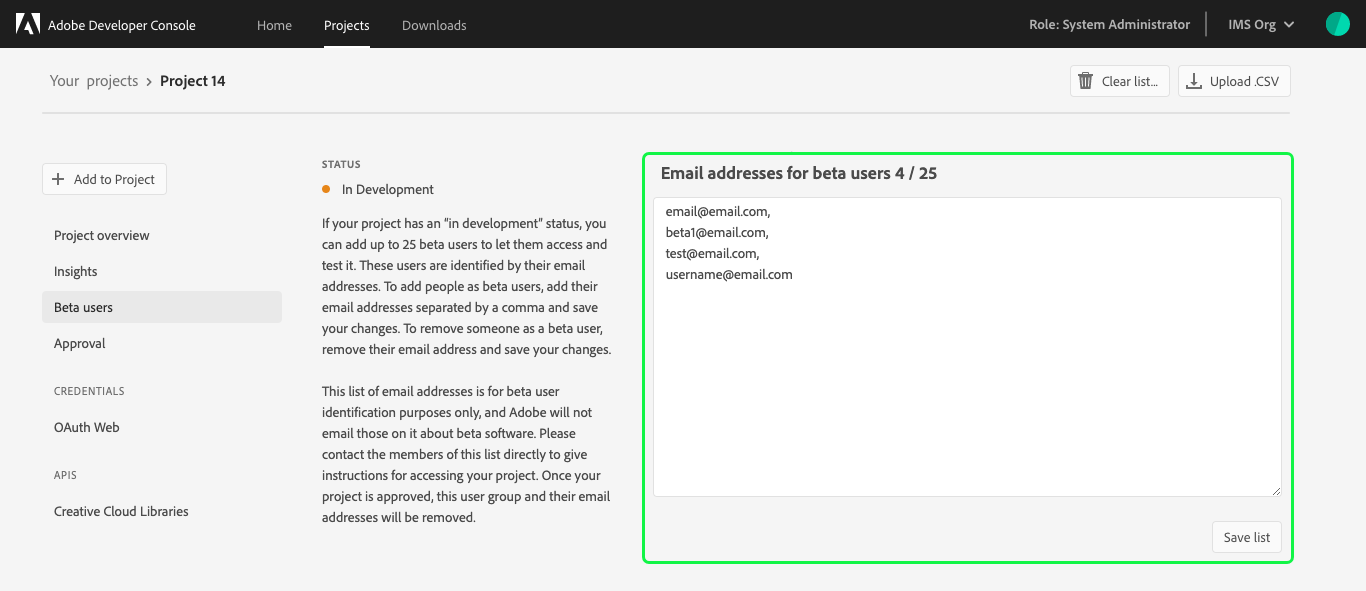 Adobe Developer Console
Home
Projects
Downloads
Role: System Administrator
IMS Org
Your projects > Project 14
Clear list...
Upload .CSV
Add to Project
Project overview
Insights
Beta users
Approval
CREDENTIALS
OAuth Web
APIS
Creative Cloud Libraries
STATUS
In Development
If your project has an “in development” status, you
can add up to 25 beta users to let them access and
test it. These users are identified by their email
addresses. To add people as beta users, add their
email addresses separated by a comma and save
your changes. To remove someone as a beta user,
remove their email address and save your changes.
This list of email addresses is for beta user
identification purposes only, and Adobe will not
email those on it about beta software. Please
contact the members of this list directly to give
instructions for accessing your project. Once your
project is approved, this user group and their email
addresses will be removed.
Email addresses for beta users 4 / 25
email@email.com,
beta1@email.com,
test@email.com,
username@email.com
Save list